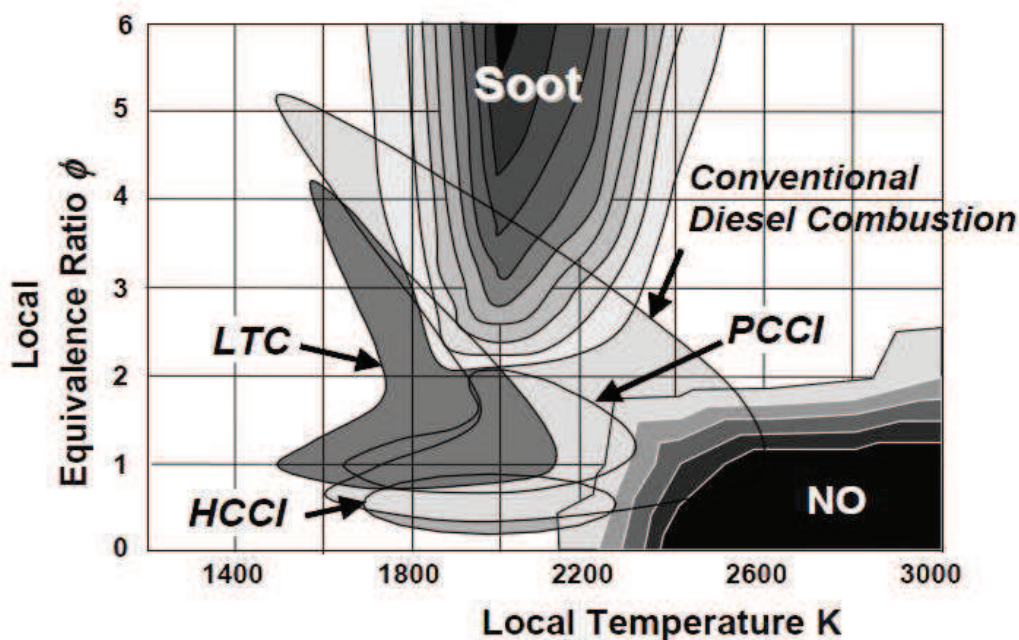 6
Soot
5
Conventional
Diesel Combustion
4
Local
Equivalence Ratio ϕ
3
LTC
PCCI
2
1
HCCI
NO
0
1400 1800 2200 2600 3000
Local Temperature K